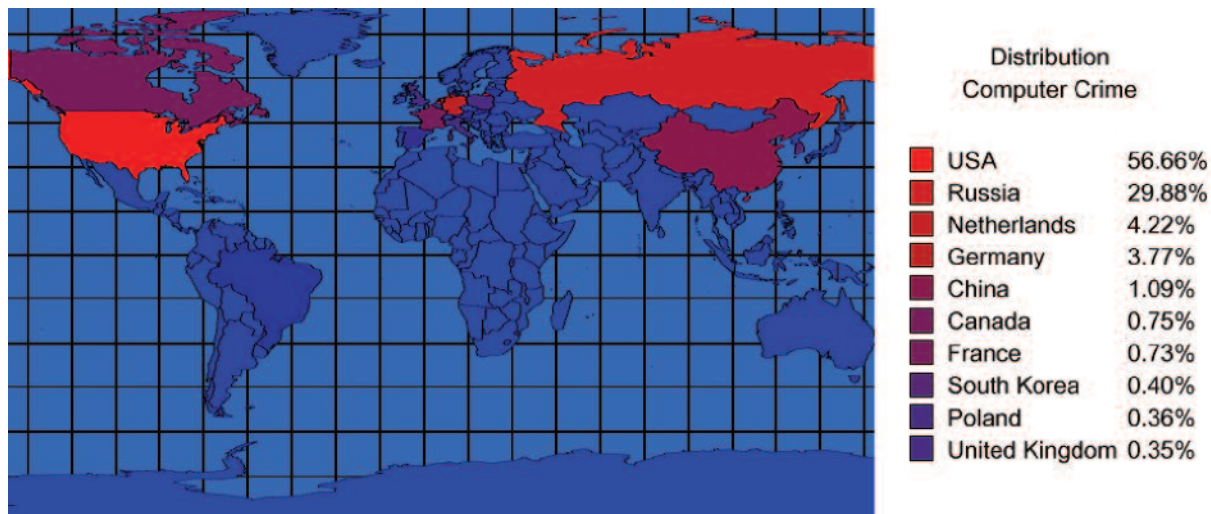 Distribution
Computer Crime
USA 56.66%
Russia 29.88%
Netherlands 4.22%
Germany 3.77%
China 1.09%
Canada 0.75%
France 0.73%
South Korea 0.40%
Poland 0.36%
United Kingdom 0.35%